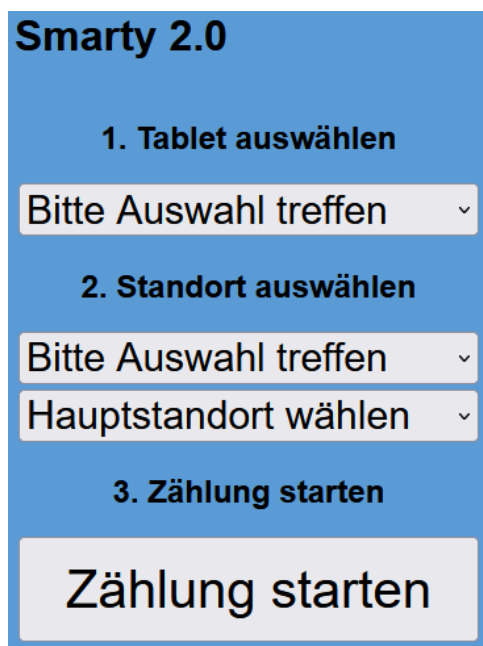 Smarty 2.0
1. Tablet auswählen
Bitte Auswahl treffen
2. Standort auswählen
Bitte Auswahl treffen
Hauptstandort wählen
3. Zählung starten
Zählung starten